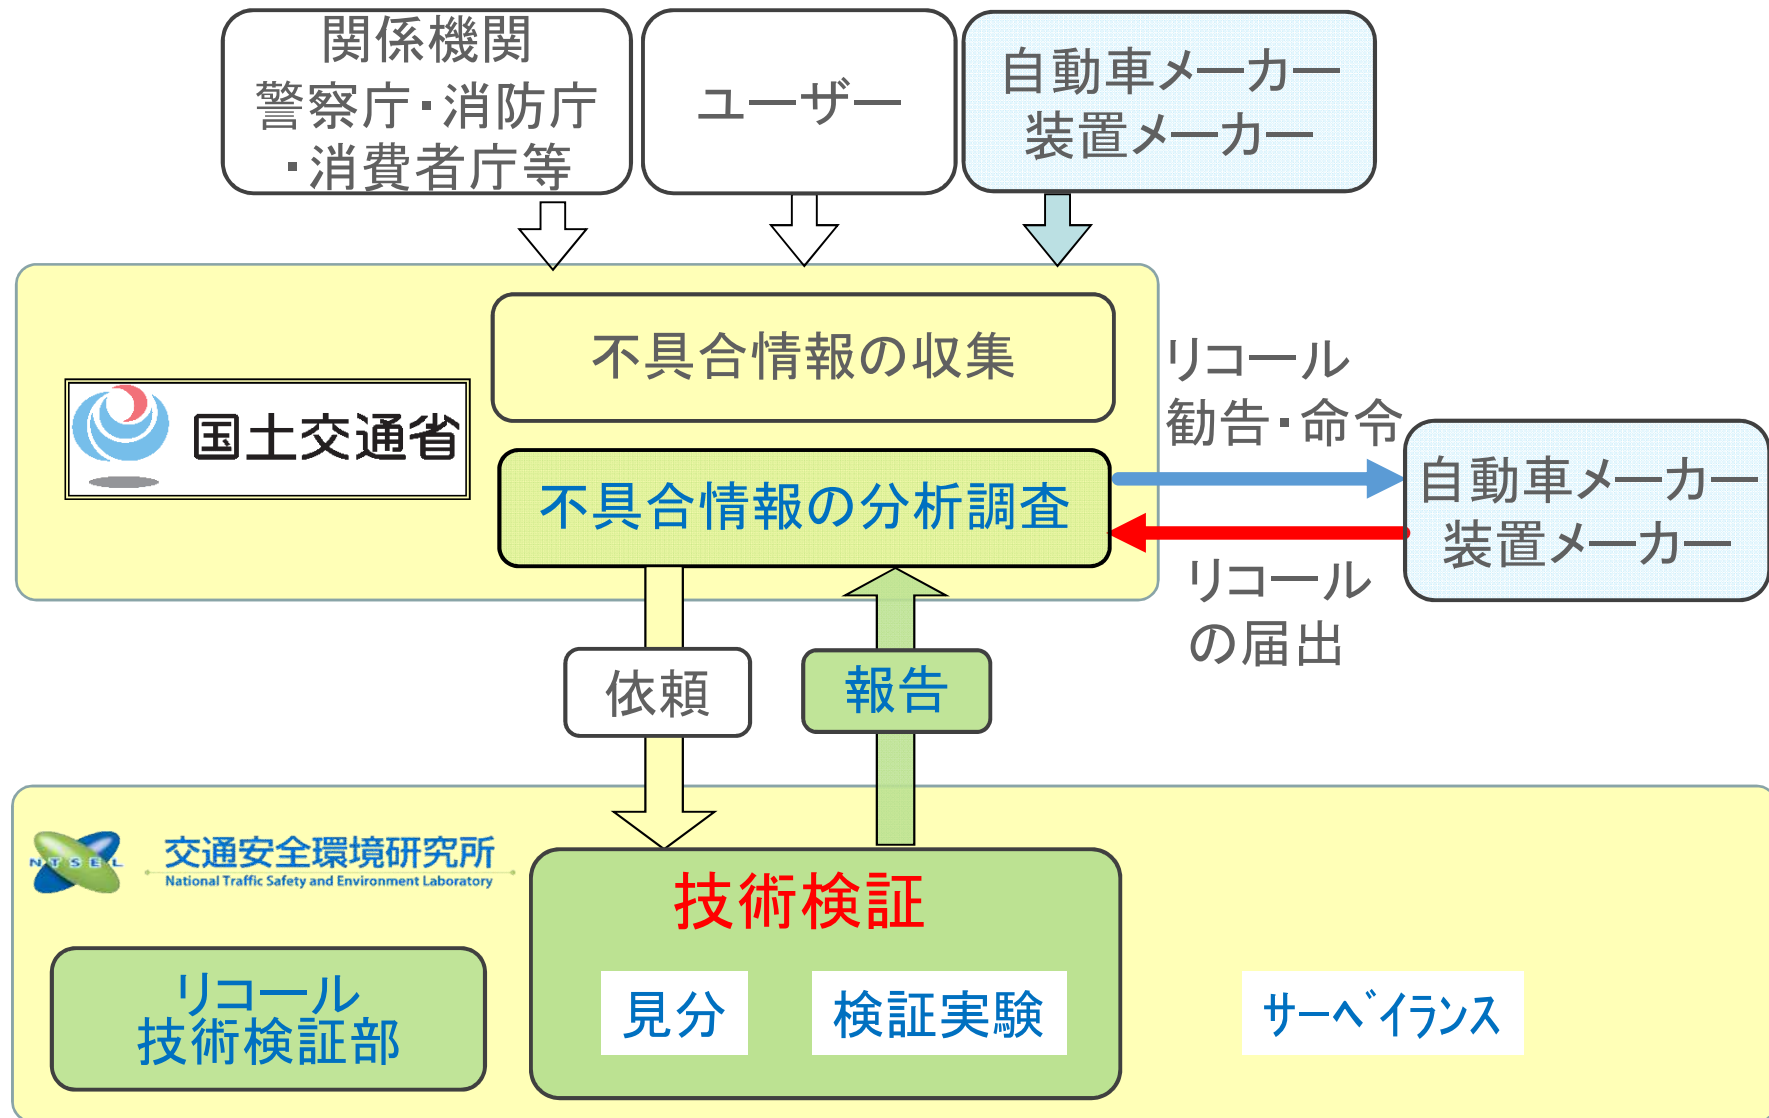 関係機関
警察庁・消防庁
・消費者庁等
ユーザー
自動車メーカー
装置メーカー
不具合情報の収集
国土交通省
不具合情報の分析調査
リコール
勧告・命令
自動車メーカー
装置メーカー
リコール
の届出
依頼
報告
NTSEL
交通安全環境研究所
National Traffic Safety and Environment Laboratory
技術検証
リコール
技術検証部
見分
検証実験
サーベイランス